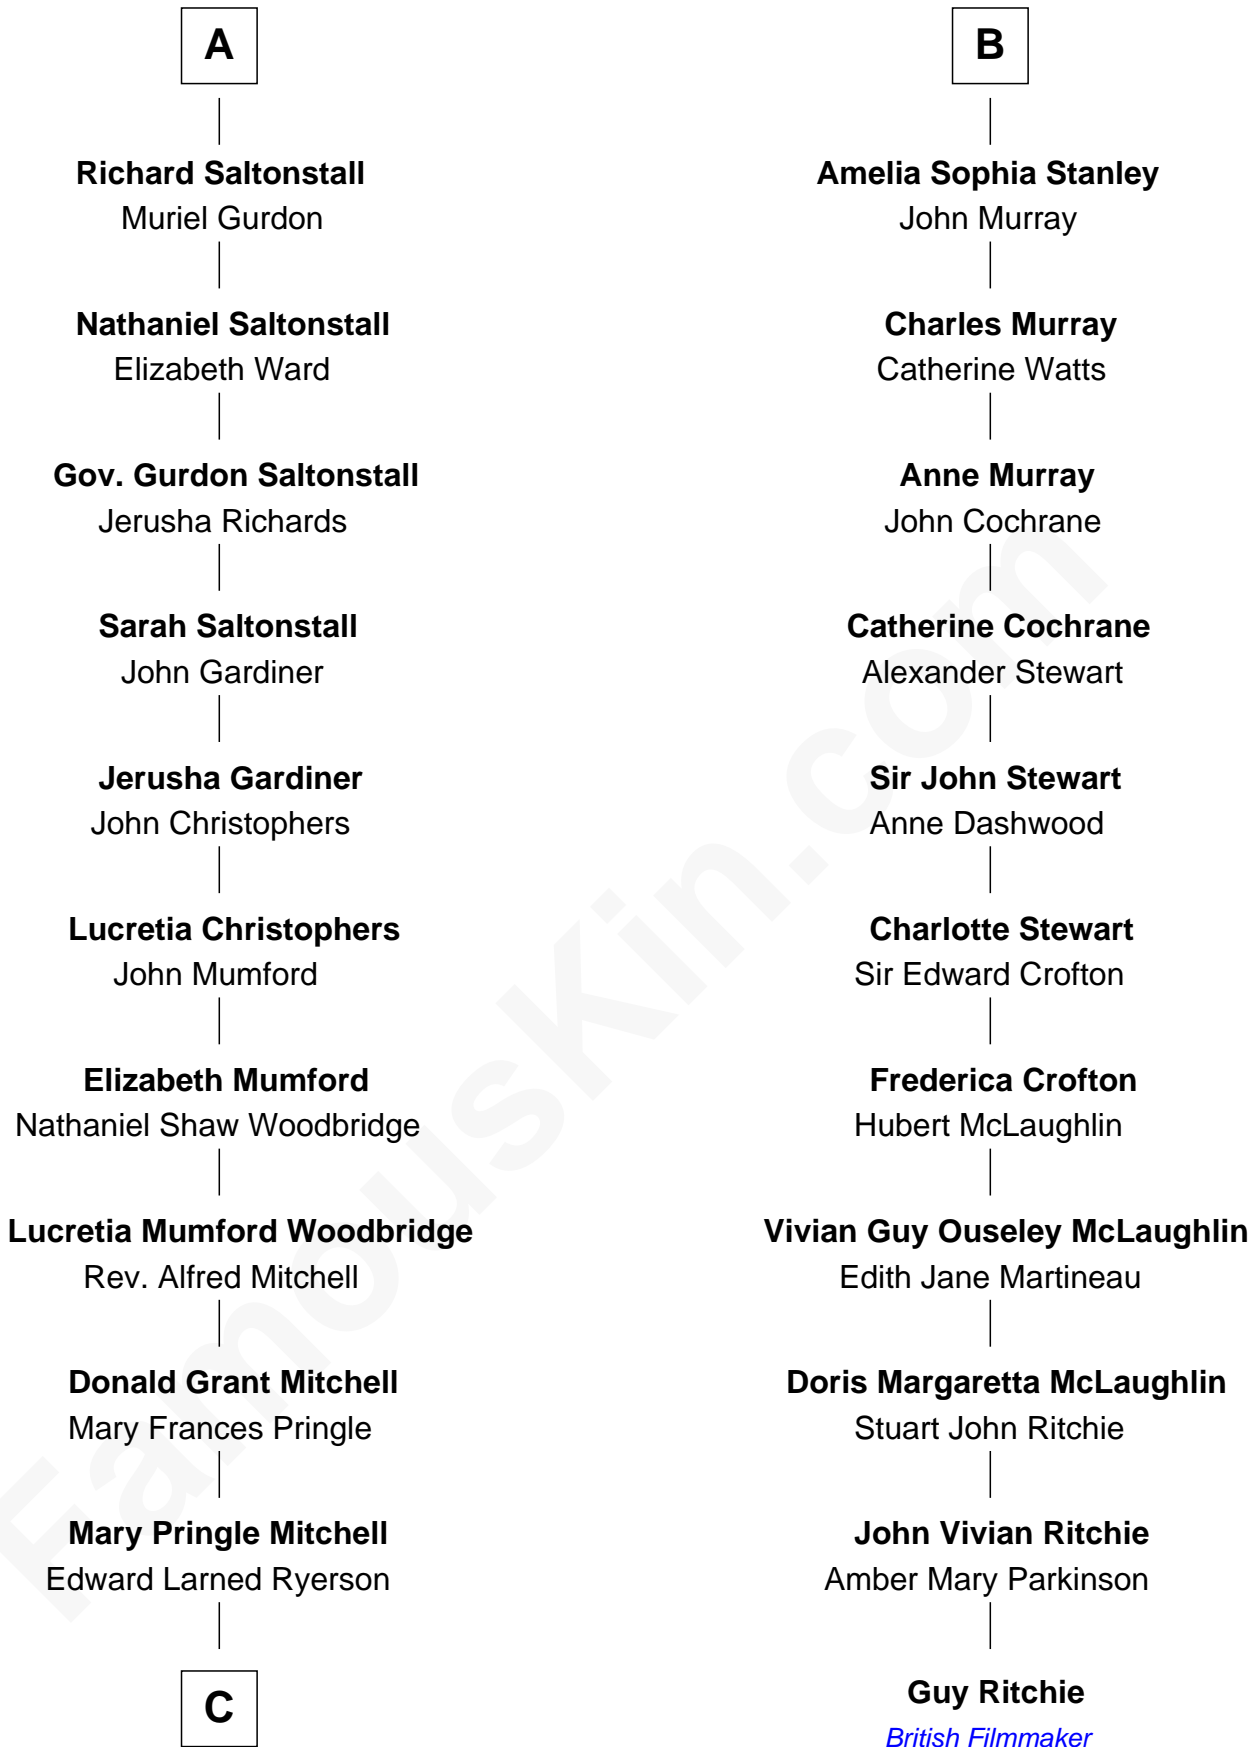 A
Richard Saltonstall
Muriel Gurdon
Nathaniel Saltonstall
Elizabeth Ward
Gov. Gurdon Saltonstall
Jerusha Richards
Sarah Saltonstall
John Gardiner
Jerusha Gardiner
John Christophers
Lucretia Christophers
John Mumford
Elizabeth Mumford
Nathaniel Shaw Woodbridge
Lucretia Mumford Woodbridge
Rev. Alfred Mitchell
Donald Grant Mitchell
Mary Frances Pringle
Mary Pringle Mitchell
Edward Larned Ryerson
C
B
Amelia Sophia Stanley
John Murray
Charles Murray
Catherine Watts
Anne Murray
John Cochrane
Catherine Cochrane
Alexander Stewart
Sir John Stewart
Anne Dashwood
Charlotte Stewart
Sir Edward Crofton
Frederica Crofton
Hubert McLaughlin
Vivian Guy Ouseley McLaughlin
Edith Jane Martineau
Doris Margaretta McLaughlin
Stuart John Ritchie
John Vivian Ritchie
Amber Mary Parkinson
Guy Ritchie
British Filmmaker
FamousKin.com